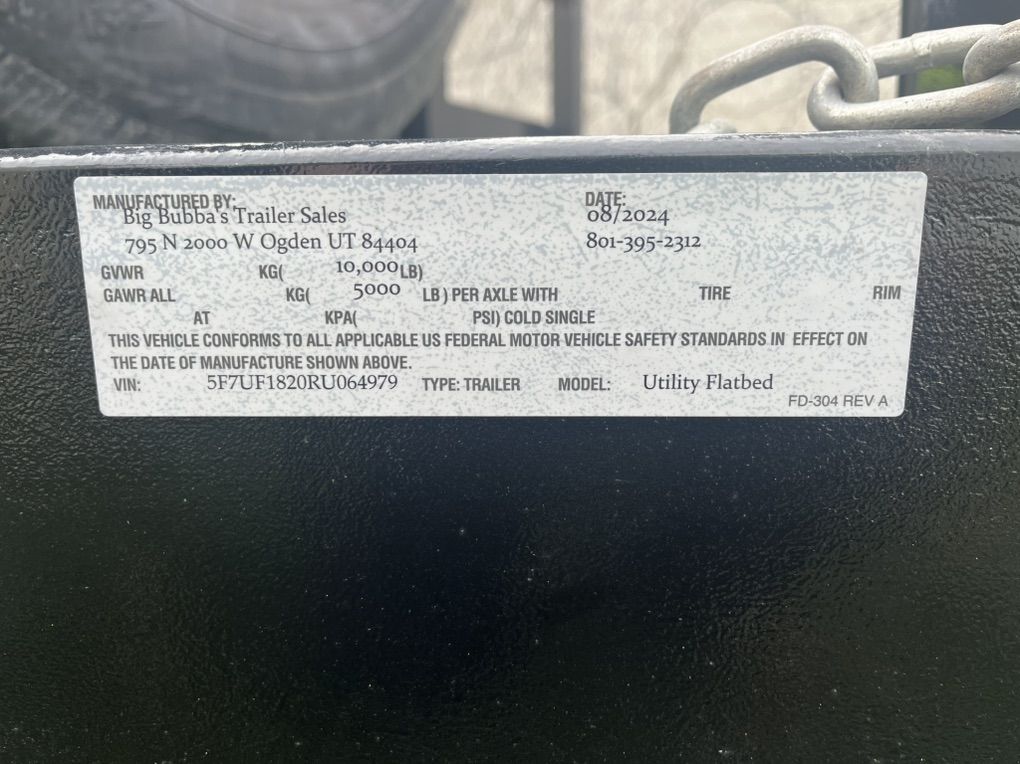 MANUFACTURED BY: DATE:
Big Bubba's Trailer Sales 08/2024
795 N 2000 W Ogden UT 84404 801-395-2312
GVWR KG( 10,000 LB)
GAWR ALL KG( 5000 LB ) PER AXLE WITH TIRE RIM
AT KPA( PSI) COLD SINGLE
THIS VEHICLE CONFORMS TO ALL APPLICABLE US FEDERAL MOTOR VEHICLE SAFETY STANDARDS IN EFFECT ON
THE DATE OF MANUFACTURE SHOWN ABOVE.
VIN: 5F7UF1820RU064979 TYPE: TRAILER MODEL: Utility Flatbed
FD-304 REV A